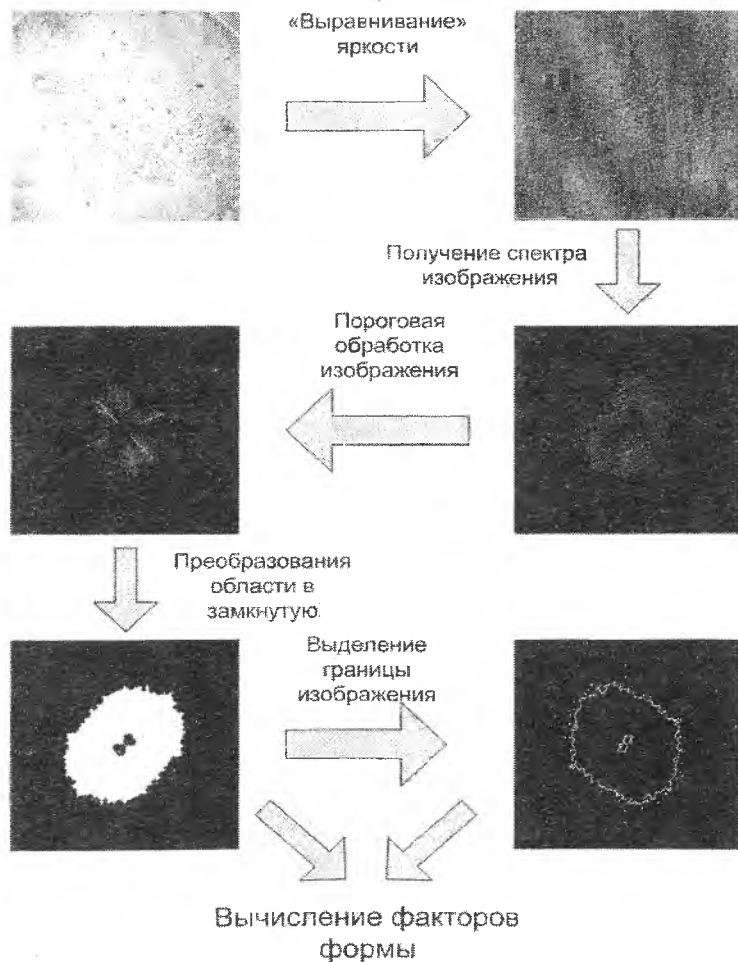 «Выравнивание»
яркости
Получение спектра
изображения
Пороговая
обработка
изображения
Преобразования
области в
замкнутую
Выделение
границы
изображения
Вычисление факторов
формы